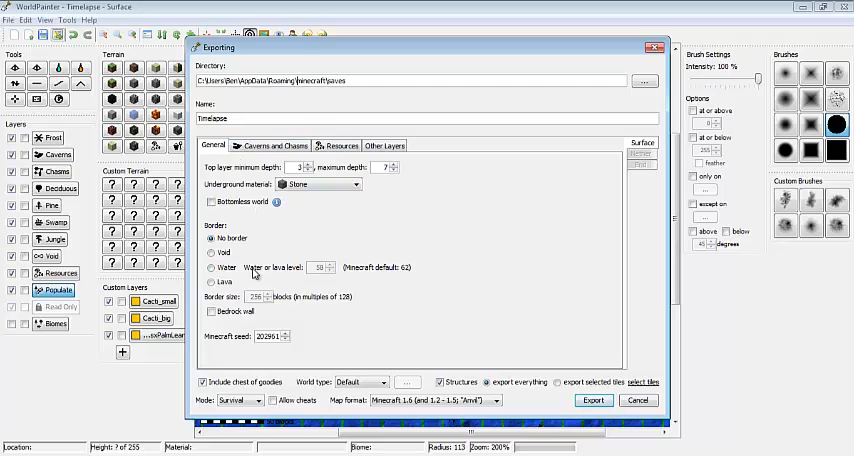 WorldPainter - Timelapse - Surface
File Edit View Tools Help
Tools
Terrain
Layers
Frost
Caverns
Chasms
Deciduous
Pine
Swamp
Jungle
Void
Resources
Populate
Read Only
Biomes
Custom Terrain
? ? ? ? ?
? ? ? ? ?
? ? ? ? ?
? ? ? ? ?
? ? ? ? ?
Custom Layers
Cacti_small
Cacti_big
Exporting
Directory:
C:\Users\Ben\AppData\Roaming\minecraft\saves
...
Name:
Timelapse
General Caverns and Chasms Resources Other Layers
Surface
Nether
End
Top layer minimum depth: 3 , maximum depth: 7
Underground material: Stone
Bottomless world
Border:
No border
Void
Water Water or lava level: 58 (Minecraft default: 62)
Lava
Border size: 256 blocks (in multiples of 128)
Bedrock wall
Minecraft seed: 202961
Include chest of goodies World type: Default ... Structures export everything export selected tiles select tiles
Mode: Survival Allow cheats Map format: Minecraft 1.6 (and 1.2 - 1.5; "Anvil") Export Cancel
Brush Settings
Intensity: 100 %
Options
at or above
0
at or below
255
feather
only on
...
except on
...
above below
45 degrees
Brushes
Custom Brushes
Location: Height: ? of 255 Material: Biome: Radius: 113 Zoom: 200%